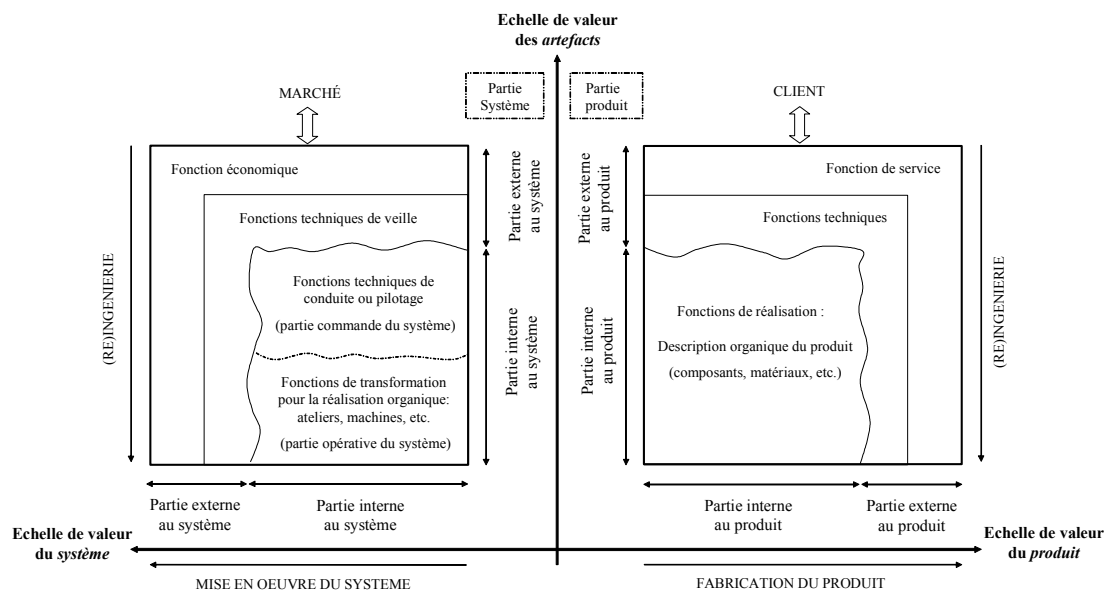 Echelle de valeur
des artefacts
MARCHÉ
Partie
Système
Partie
produit
CLIENT
Fonction économique
Fonctions techniques de veille
Fonctions techniques de
conduite ou pilotage
(partie commande du système)
Fonctions de transformation
pour la réalisation organique:
ateliers, machines, etc.
(partie opérative du système)
(RE)INGENIERIE
Partie externe
au système
Partie interne
au système
Partie externe
au produit
Partie interne
au produit
Fonction de service
Fonctions techniques
Fonctions de réalisation :
Description organique du produit
(composants, matériaux, etc.)
(RE)INGENIERIE
Partie externe
au système
Partie interne
au système
Partie interne
au produit
Partie externe
au produit
Echelle de valeur
du système
Echelle de valeur
du produit
MISE EN OEUVRE DU SYSTEME
FABRICATION DU PRODUIT